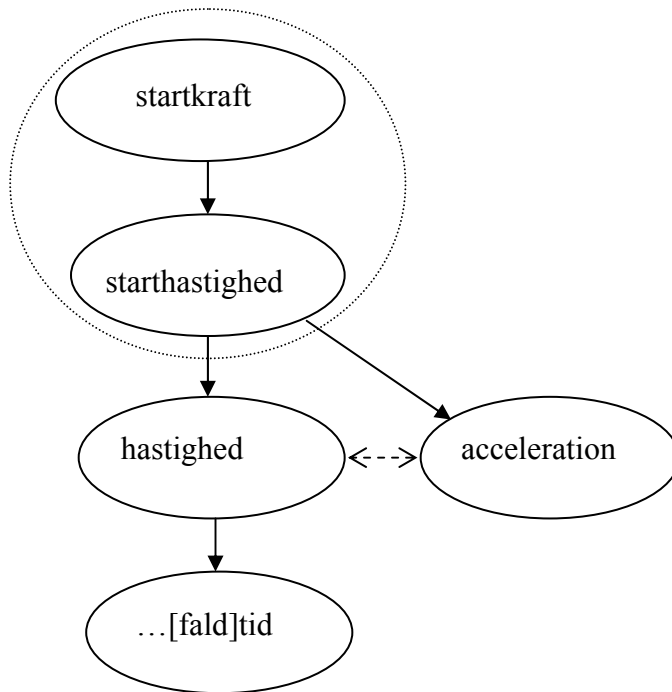 startkraft
starthastighed
hastighed
acceleration
…[fald]tid